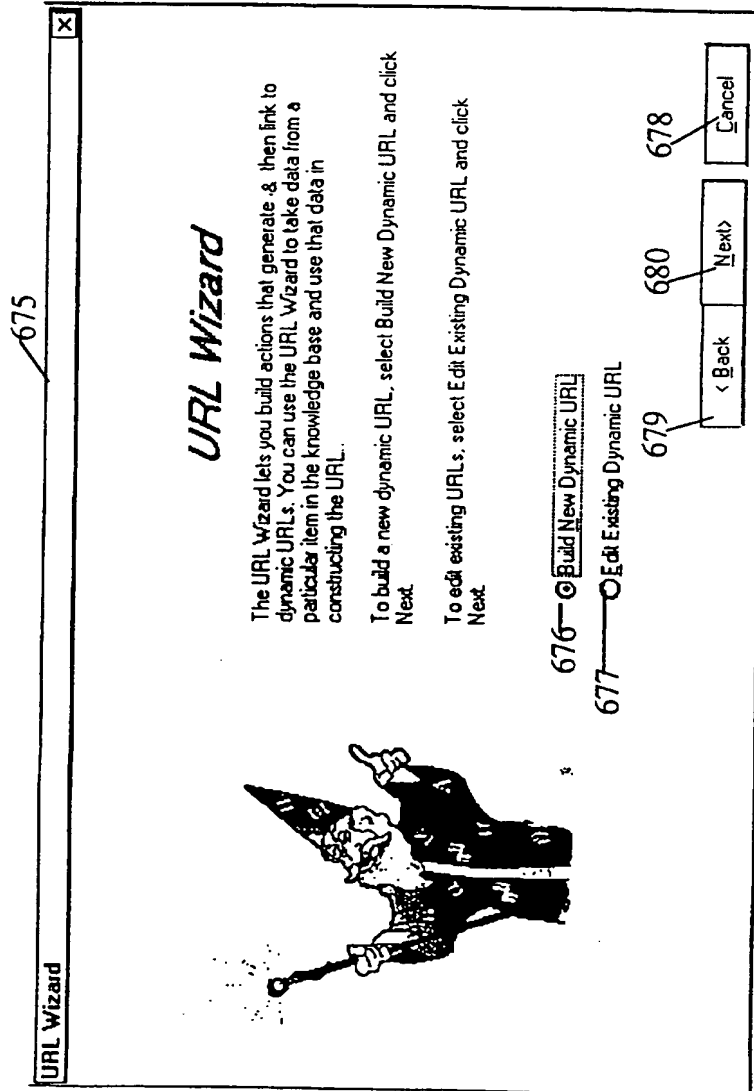 675
URL Wizard
X
URL Wizard
The URL Wizard lets you build actions that generate & then link to
dynamic URLs. You can use the URL Wizard to take data from a
particular item in the knowledge base and use that data in
constructing the URL..
To build a new dynamic URL, select Build New Dynamic URL and click
Next.
To edit existing URLs, select Edit Existing Dynamic URL and click
Next.
676 Build New Dynamic URL
677 Edit Existing Dynamic URL
679 680 678
< Back Next> Cancel